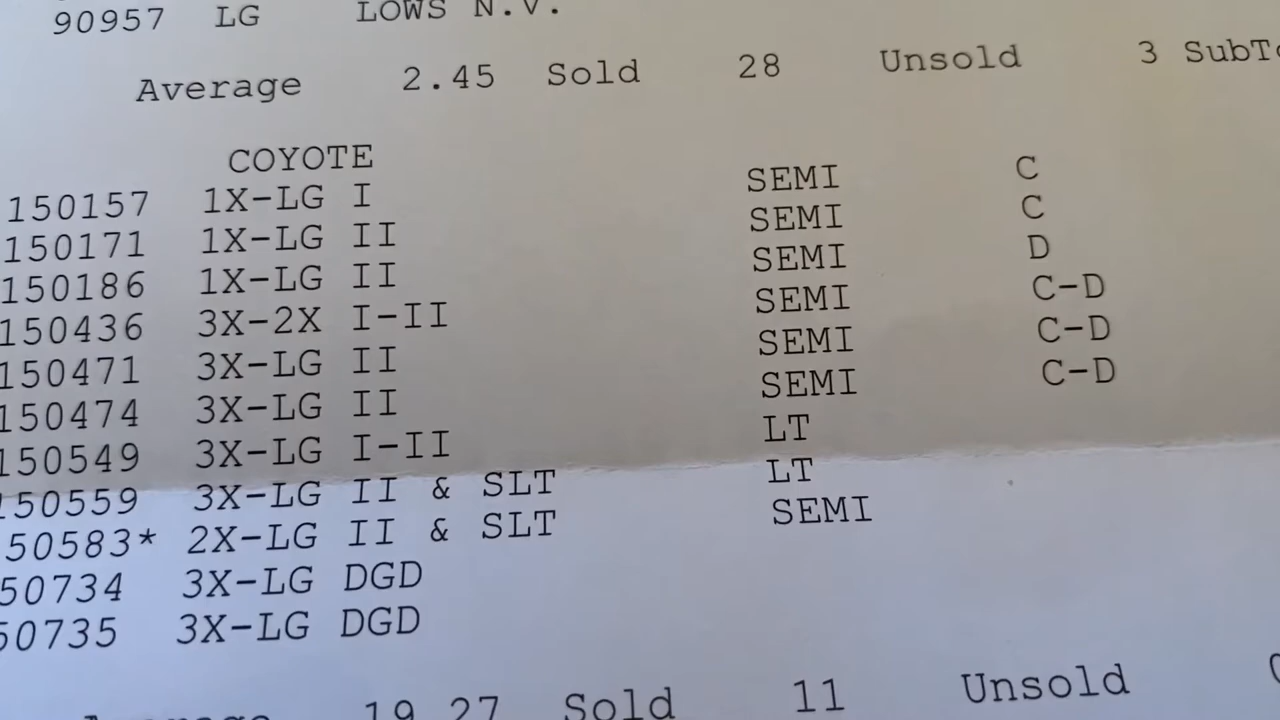 90957 LG LOWS N.V.
Average 2.45 Sold 28 Unsold 3 SubTo
COYOTE
150157 1X-LG I SEMI C
150171 1X-LG II SEMI C
150186 1X-LG II SEMI D
150436 3X-2X I-II SEMI C-D
150471 3X-LG II SEMI C-D
150474 3X-LG II SEMI C-D
150549 3X-LG I-II LT
150559 3X-LG II & SLT LT
50583* 2X-LG II & SLT SEMI
50734 3X-LG DGD
50735 3X-LG DGD
Average 19.27 Sold 11 Unsold